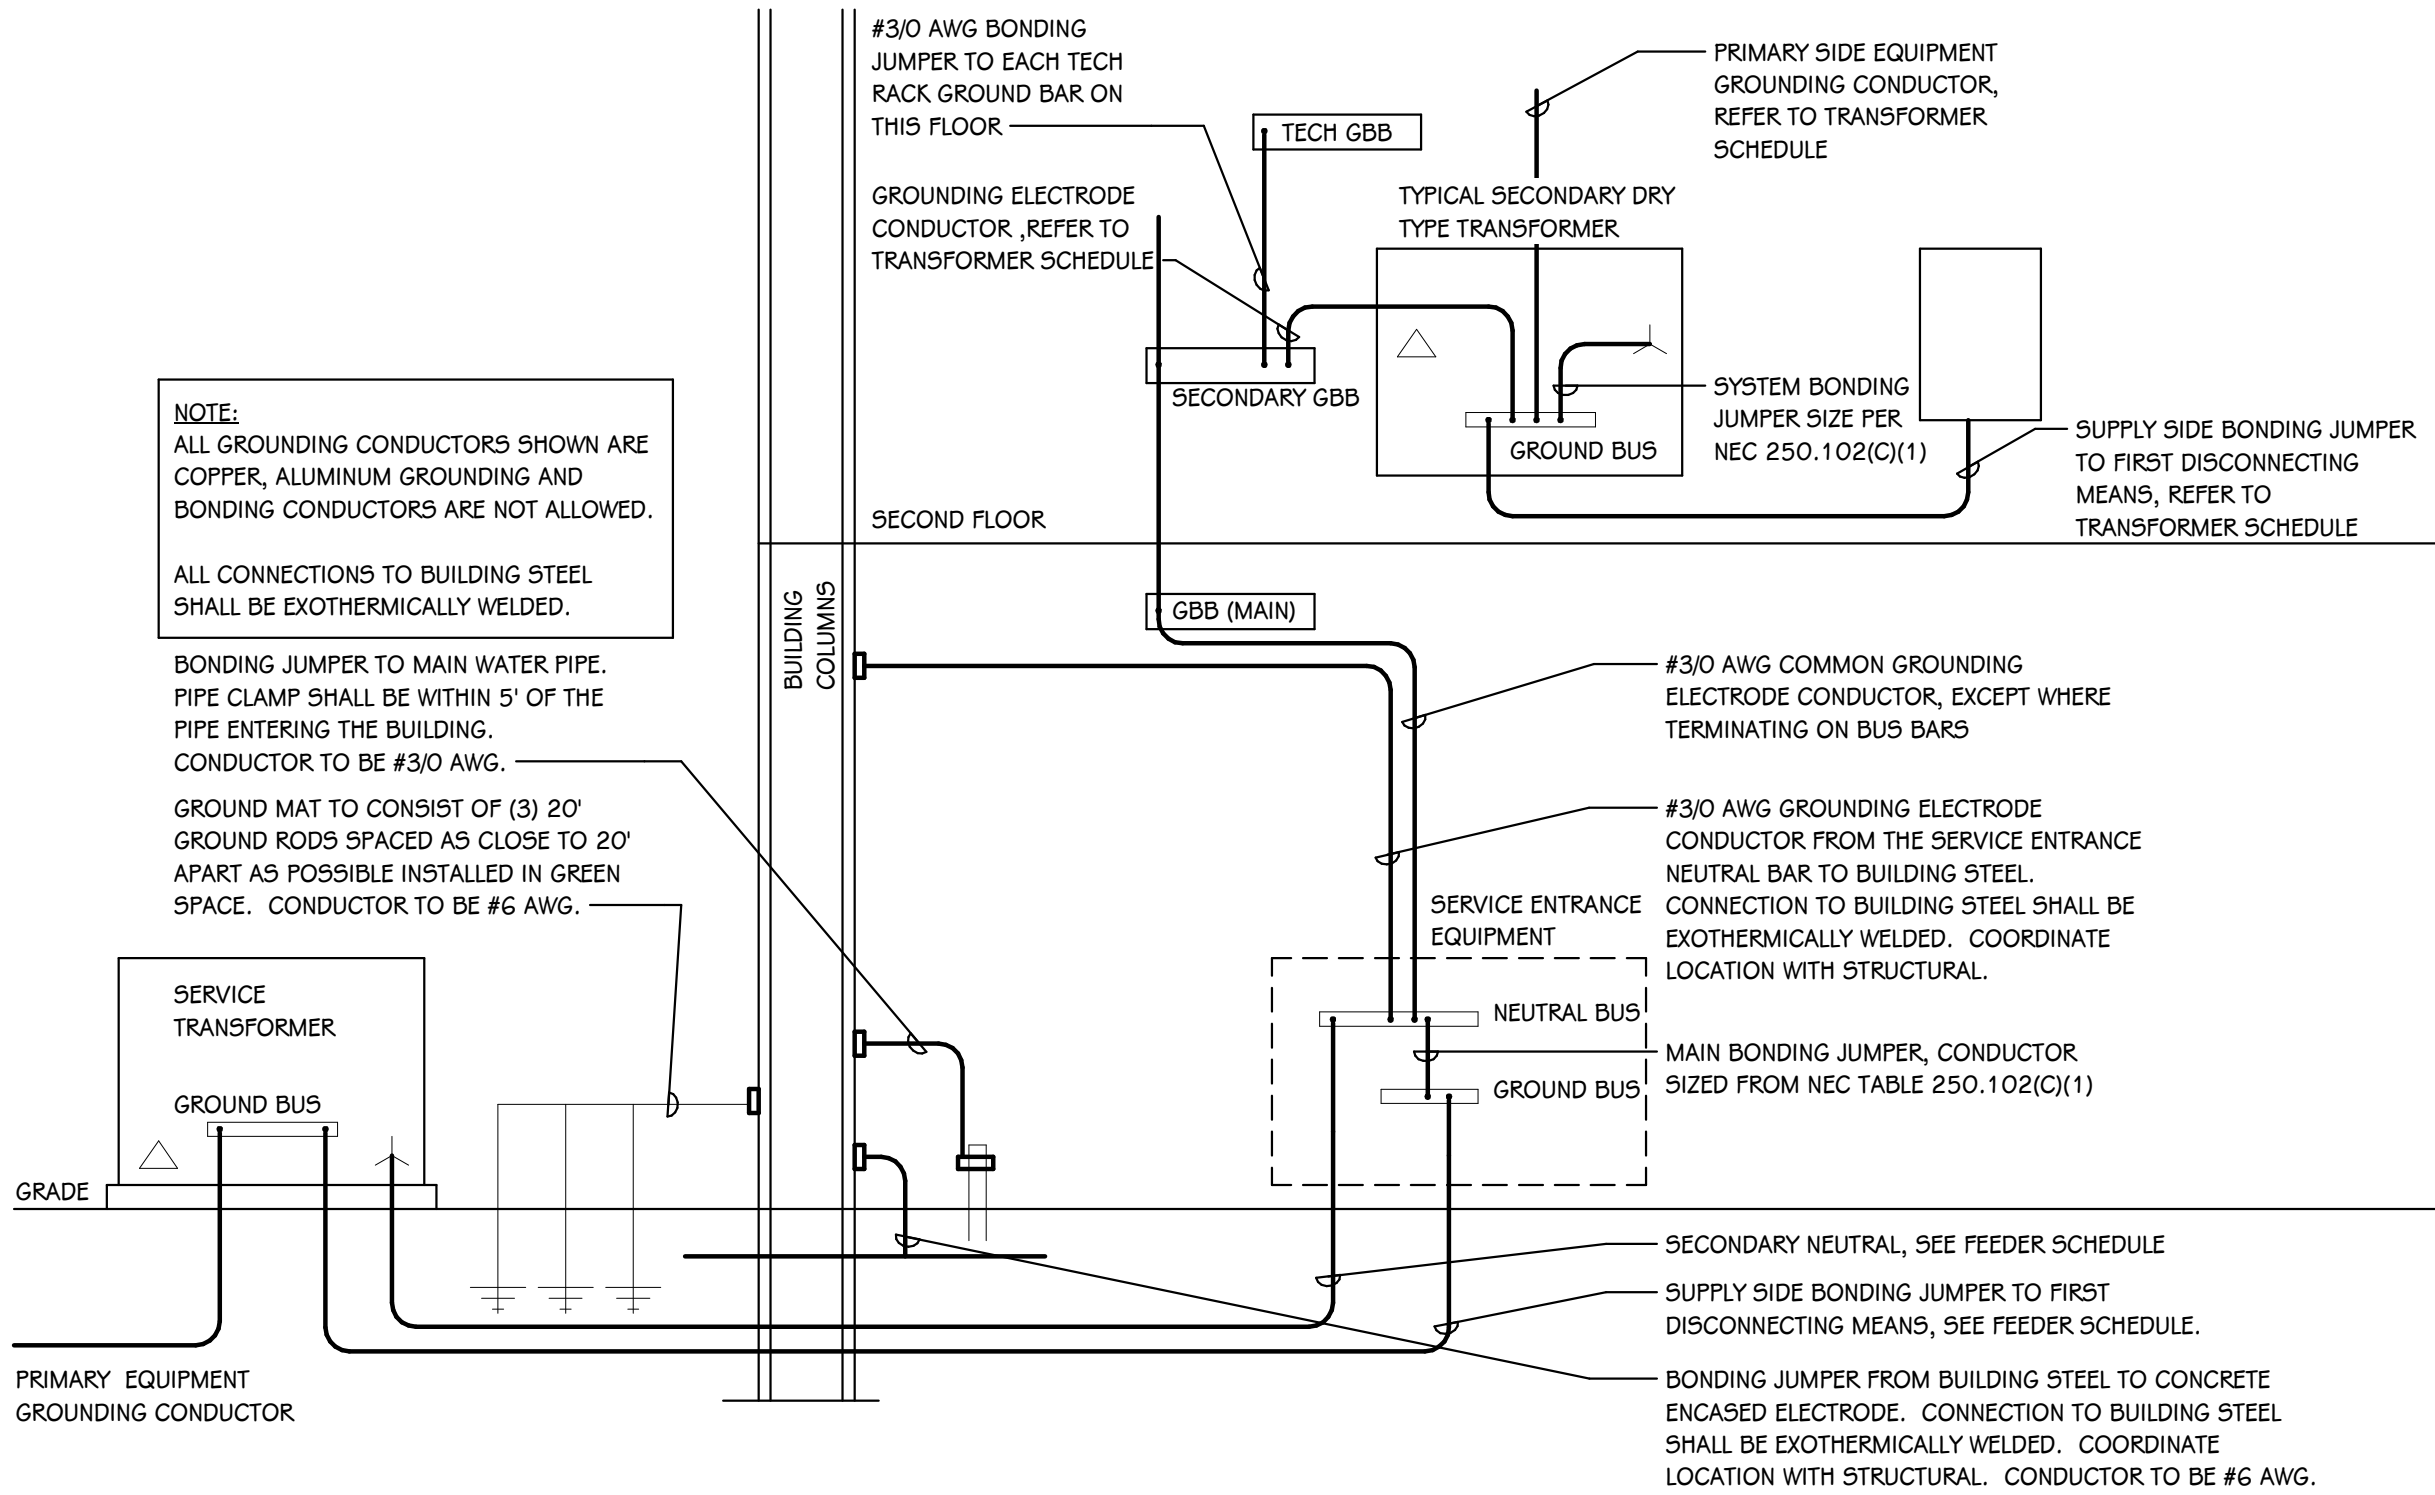 #3/0 AWG BONDING
JUMPER TO EACH TECH
RACK GROUND BAR ON
THIS FLOOR
PRIMARY SIDE EQUIPMENT
GROUNDING CONDUCTOR,
REFER TO TRANSFORMER
SCHEDULE
TECH GBB
GROUNDING ELECTRODE
CONDUCTOR ,REFER TO
TRANSFORMER SCHEDULE
TYPICAL SECONDARY DRY
TYPE TRANSFORMER
SECONDARY GBB
SYSTEM BONDING
JUMPER SIZE PER
NEC 250.102(C)(1)
GROUND BUS
SUPPLY SIDE BONDING JUMPER
TO FIRST DISCONNECTING
MEANS, REFER TO
TRANSFORMER SCHEDULE
SECOND FLOOR
NOTE:
ALL GROUNDING CONDUCTORS SHOWN ARE
COPPER, ALUMINUM GROUNDING AND
BONDING CONDUCTORS ARE NOT ALLOWED.
ALL CONNECTIONS TO BUILDING STEEL
SHALL BE EXOTHERMICALLY WELDED.
BUILDING
COLUMNS
GBB (MAIN)
BONDING JUMPER TO MAIN WATER PIPE.
PIPE CLAMP SHALL BE WITHIN 5' OF THE
PIPE ENTERING THE BUILDING.
CONDUCTOR TO BE #3/0 AWG.
#3/0 AWG COMMON GROUNDING
ELECTRODE CONDUCTOR, EXCEPT WHERE
TERMINATING ON BUS BARS
GROUND MAT TO CONSIST OF (3) 20'
GROUND RODS SPACED AS CLOSE TO 20'
APART AS POSSIBLE INSTALLED IN GREEN
SPACE. CONDUCTOR TO BE #6 AWG.
#3/0 AWG GROUNDING ELECTRODE
CONDUCTOR FROM THE SERVICE ENTRANCE
NEUTRAL BAR TO BUILDING STEEL.
CONNECTION TO BUILDING STEEL SHALL BE
EXOTHERMICALLY WELDED. COORDINATE
LOCATION WITH STRUCTURAL.
SERVICE ENTRANCE
EQUIPMENT
SERVICE
TRANSFORMER
GROUND BUS
NEUTRAL BUS
MAIN BONDING JUMPER, CONDUCTOR
SIZED FROM NEC TABLE 250.102(C)(1)
GROUND BUS
GRADE
SECONDARY NEUTRAL, SEE FEEDER SCHEDULE
SUPPLY SIDE BONDING JUMPER TO FIRST
DISCONNECTING MEANS, SEE FEEDER SCHEDULE.
PRIMARY EQUIPMENT
GROUNDING CONDUCTOR
BONDING JUMPER FROM BUILDING STEEL TO CONCRETE
ENCASED ELECTRODE. CONNECTION TO BUILDING STEEL
SHALL BE EXOTHERMICALLY WELDED. COORDINATE
LOCATION WITH STRUCTURAL. CONDUCTOR TO BE #6 AWG.